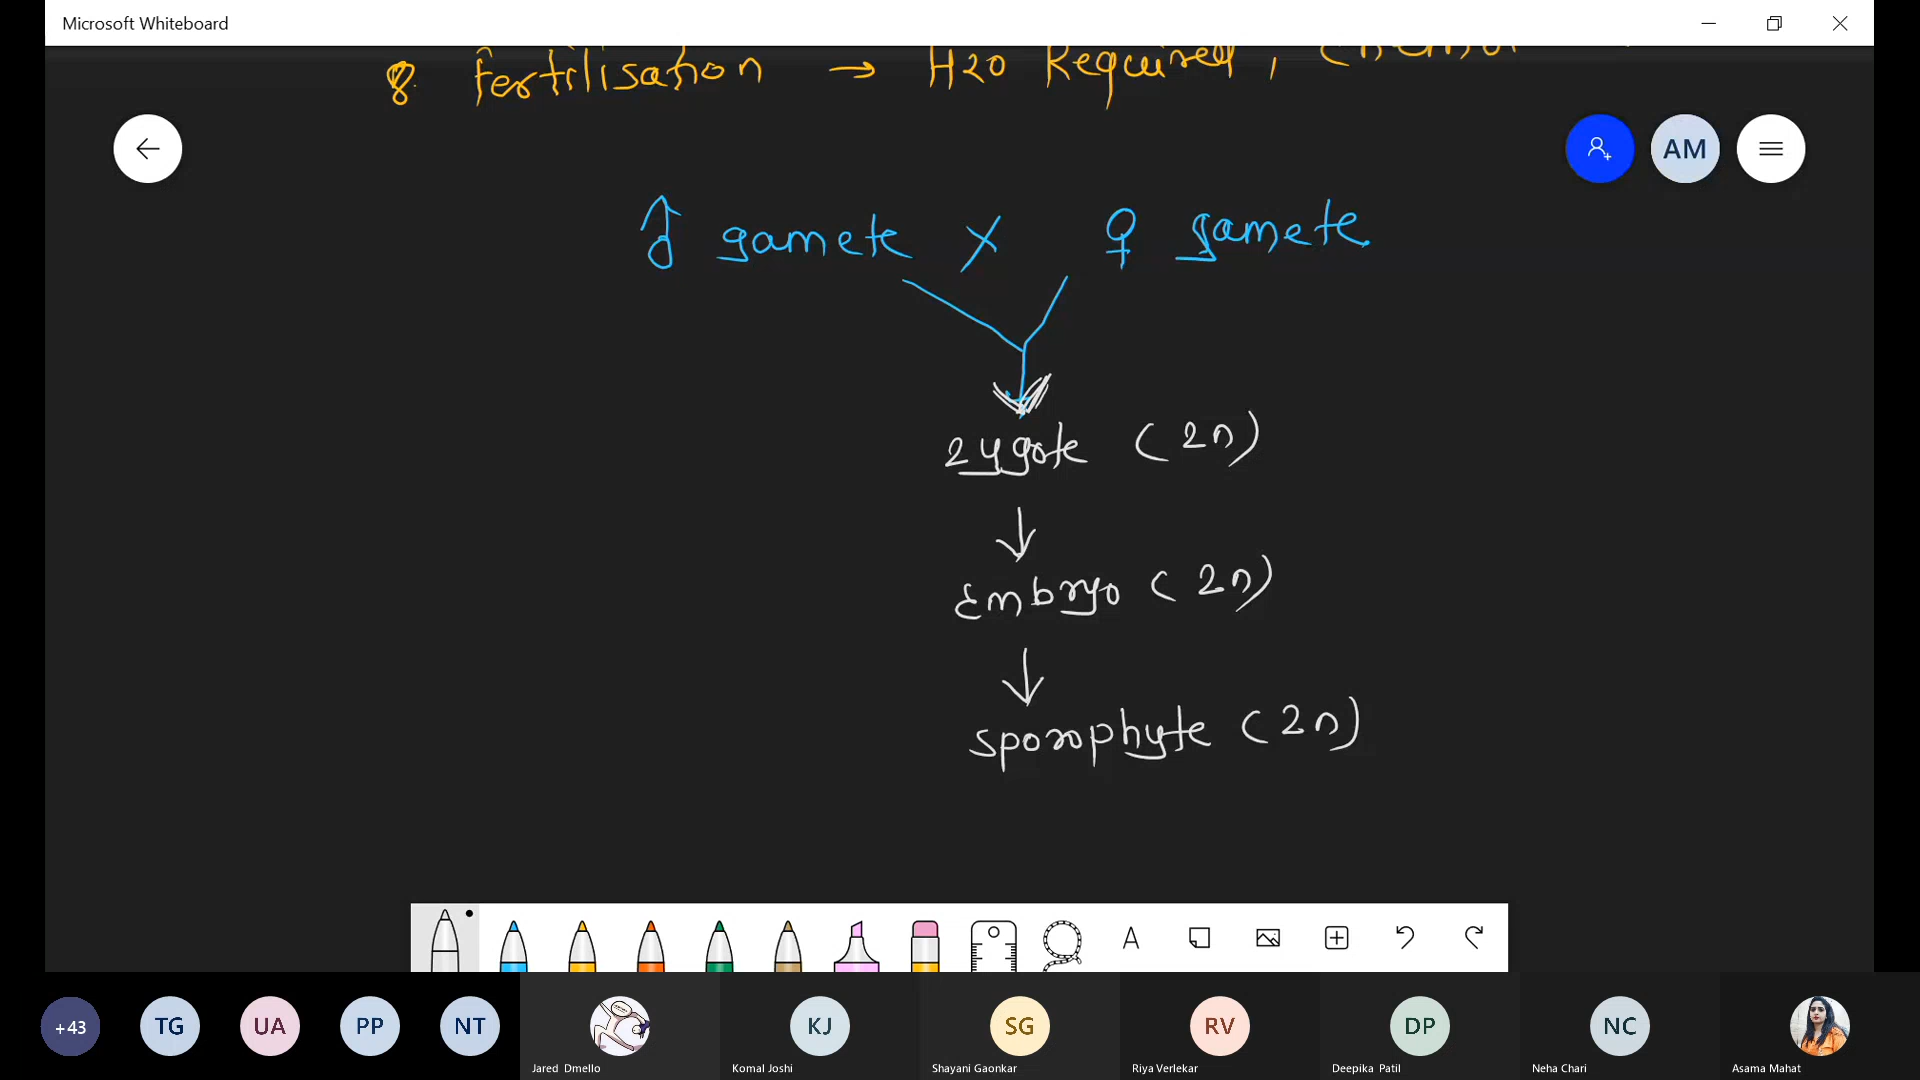 Microsoft Whiteboard
8. Fertilisation → H2O Required,
AM
♂ gamete X ♀ gamete
zygote (2n)
↓
Embryo (2n)
↓
Sporophyte (2n)
A
+43 TG UA PP NT KJ SG RV DP NC
Jared Dmello Komal Joshi Shayani Gaonkar Riya Verlekar Deepika Patil Neha Chari Asama Mahat